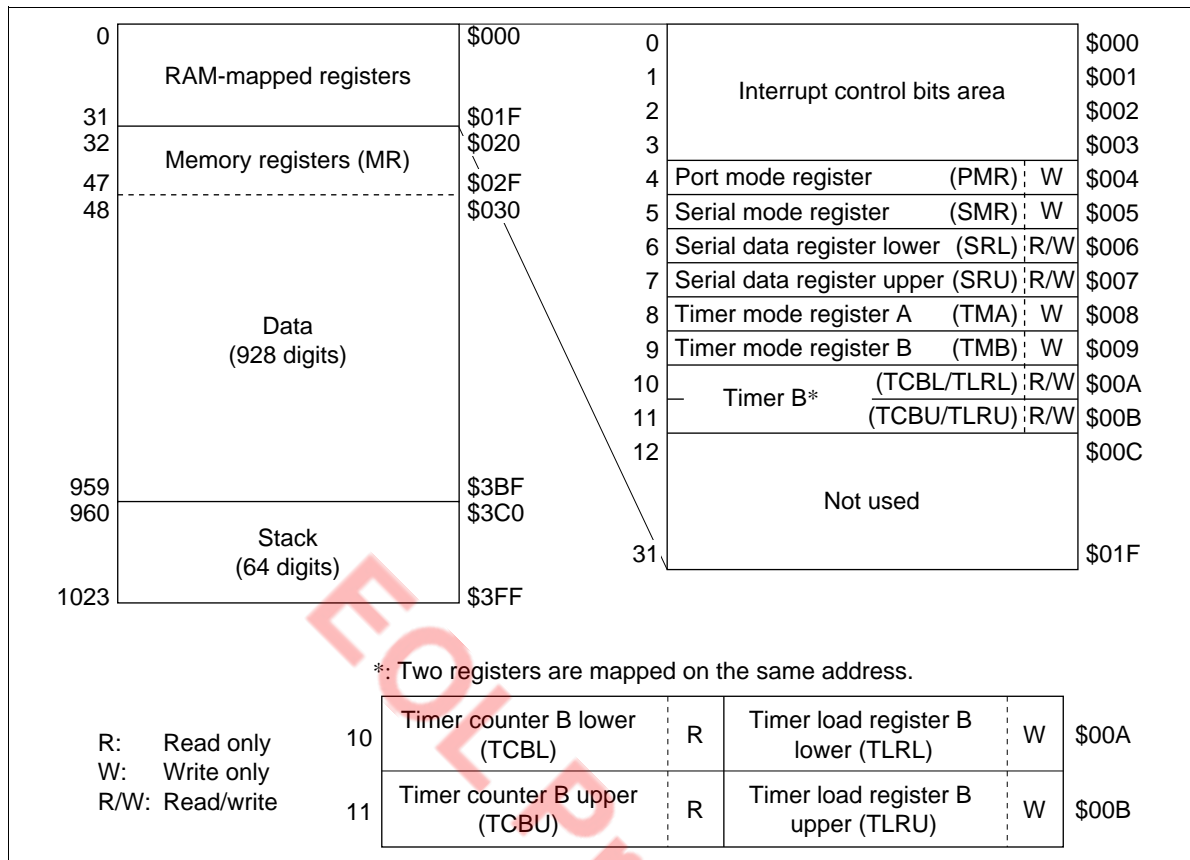 0 $000
RAM-mapped registers
31 $01F
32 $020
Memory registers (MR)
47 $02F
48 $030
Data
(928 digits)
959 $3BF
960 $3C0
Stack
(64 digits)
1023 $3FF
0 $000
1 $001
Interrupt control bits area
2 $002
3 $003
4 Port mode register (PMR) W $004
5 Serial mode register (SMR) W $005
6 Serial data register lower (SRL) R/W $006
7 Serial data register upper (SRU) R/W $007
8 Timer mode register A (TMA) W $008
9 Timer mode register B (TMB) W $009
10 (TCBL/TLRL) R/W $00A
Timer B*
11 (TCBU/TLRU) R/W $00B
12 $00C
Not used
31 $01F
*: Two registers are mapped on the same address.
R: Read only
W: Write only
R/W: Read/write
10 Timer counter B lower (TCBL) R Timer load register B lower (TLRL) W $00A
11 Timer counter B upper (TCBU) R Timer load register B upper (TLRU) W $00B
EOL Pr